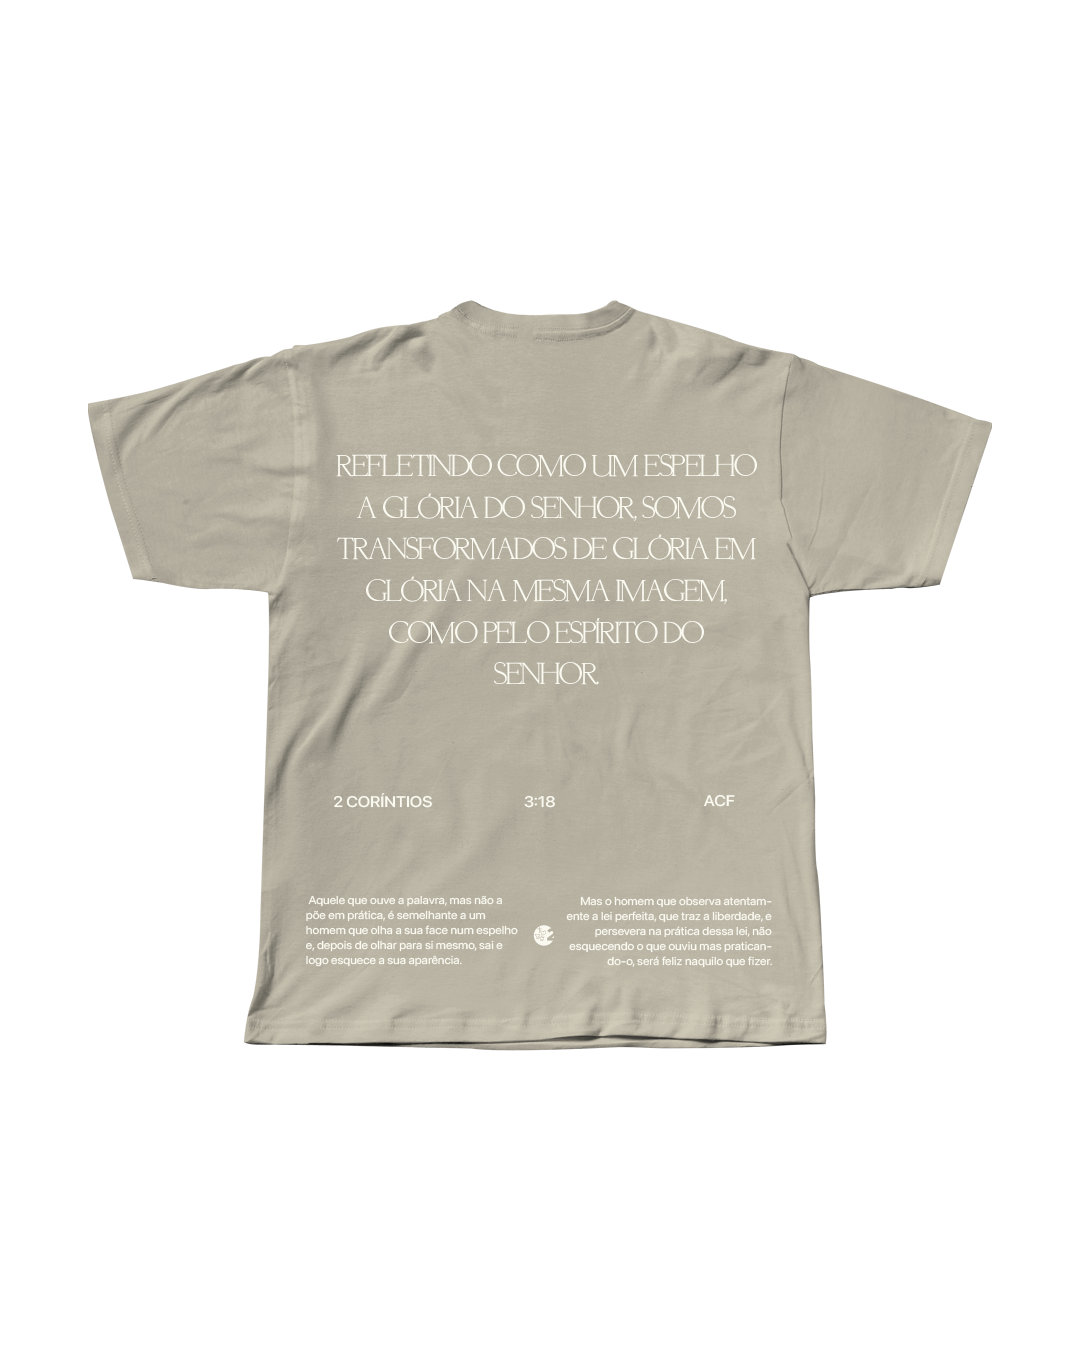 REFLETINDO COMO UM ESPELHO
A GLÓRIA DO SENHOR, SOMOS
TRANSFORMADOS DE GLÓRIA EM
GLÓRIA NA MESMA IMAGEM,
COMO PELO ESPÍRITO DO
SENHOR.
2 CORÍNTIOS 3:18 ACF
Aquele que ouve a palavra, mas não a
põe em prática, é semelhante a um
homem que olha a sua face num espelho
e, depois de olhar para si mesmo, sai e
logo esquece a sua aparência.
Mas o homem que observa atentam-
ente a lei perfeita, que traz a liberdade, e
persevera na prática dessa lei, não
esquecendo o que ouviu mas pratican-
do-o, será feliz naquilo que fizer.